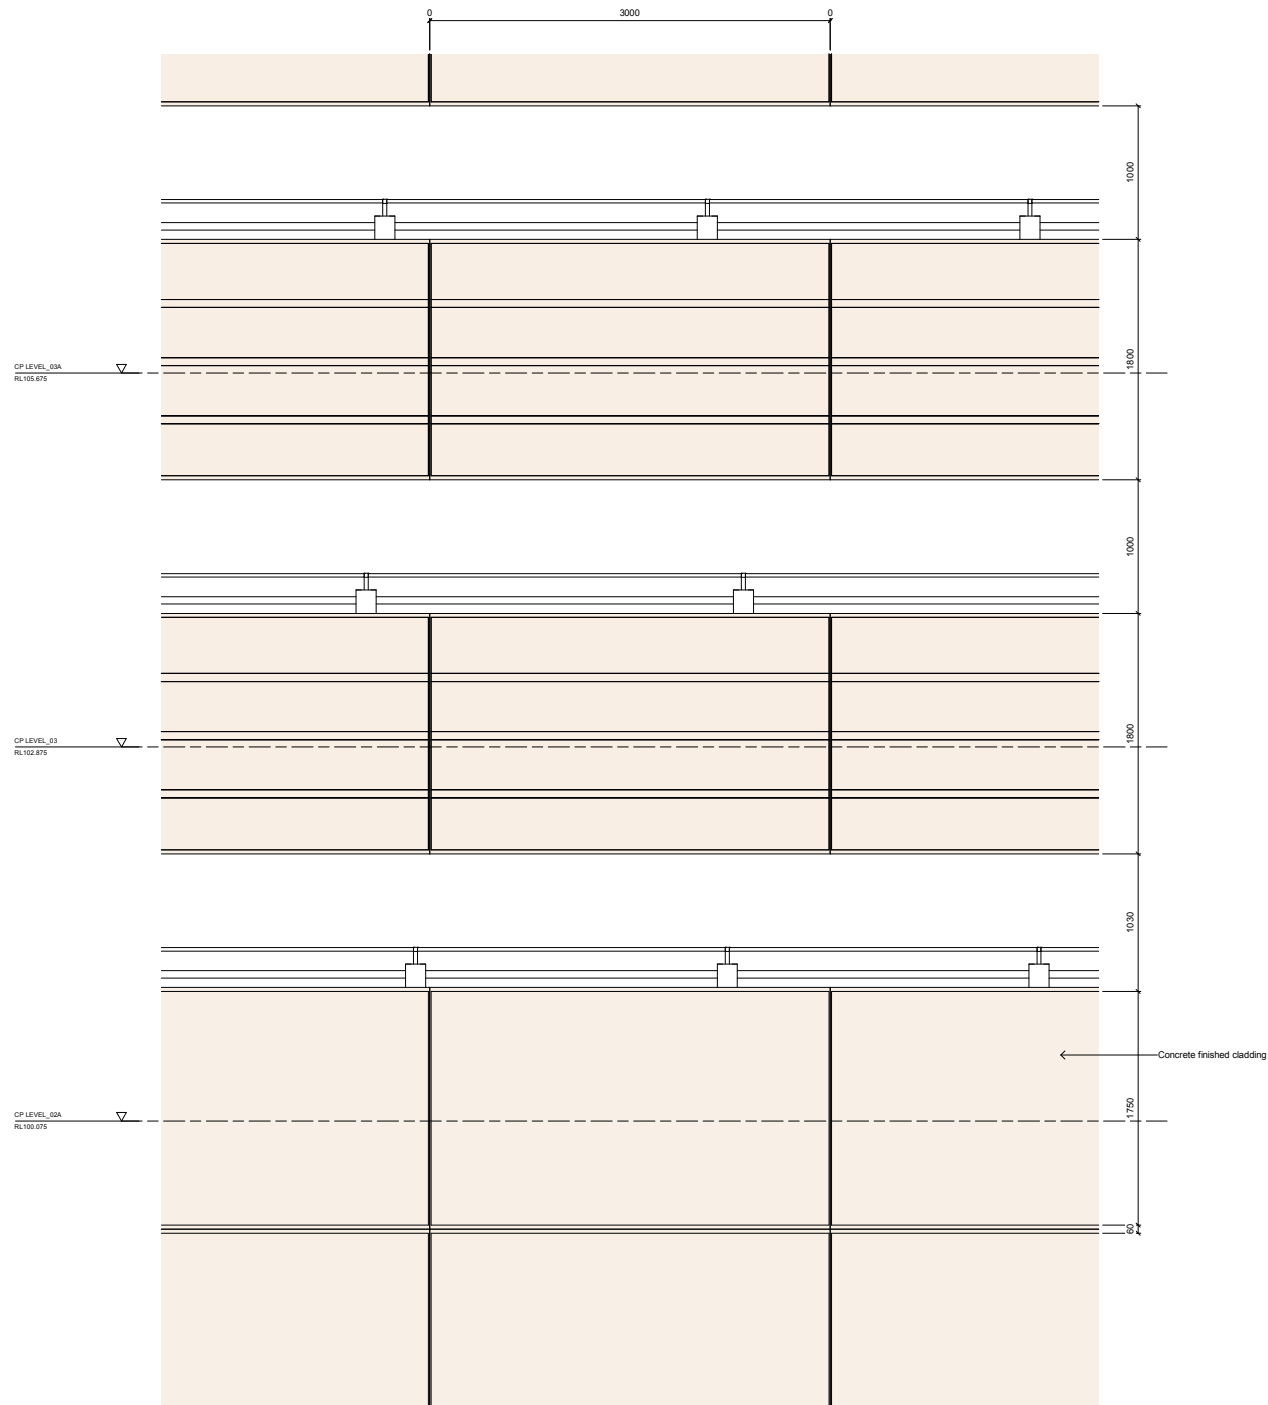 0
3000
0
1000
CP LEVEL_03A
RL105.675
1800
1000
CP LEVEL_03
RL102.875
1800
1030
Concrete finished cladding
CP LEVEL_02A
RL100.075
1750
60